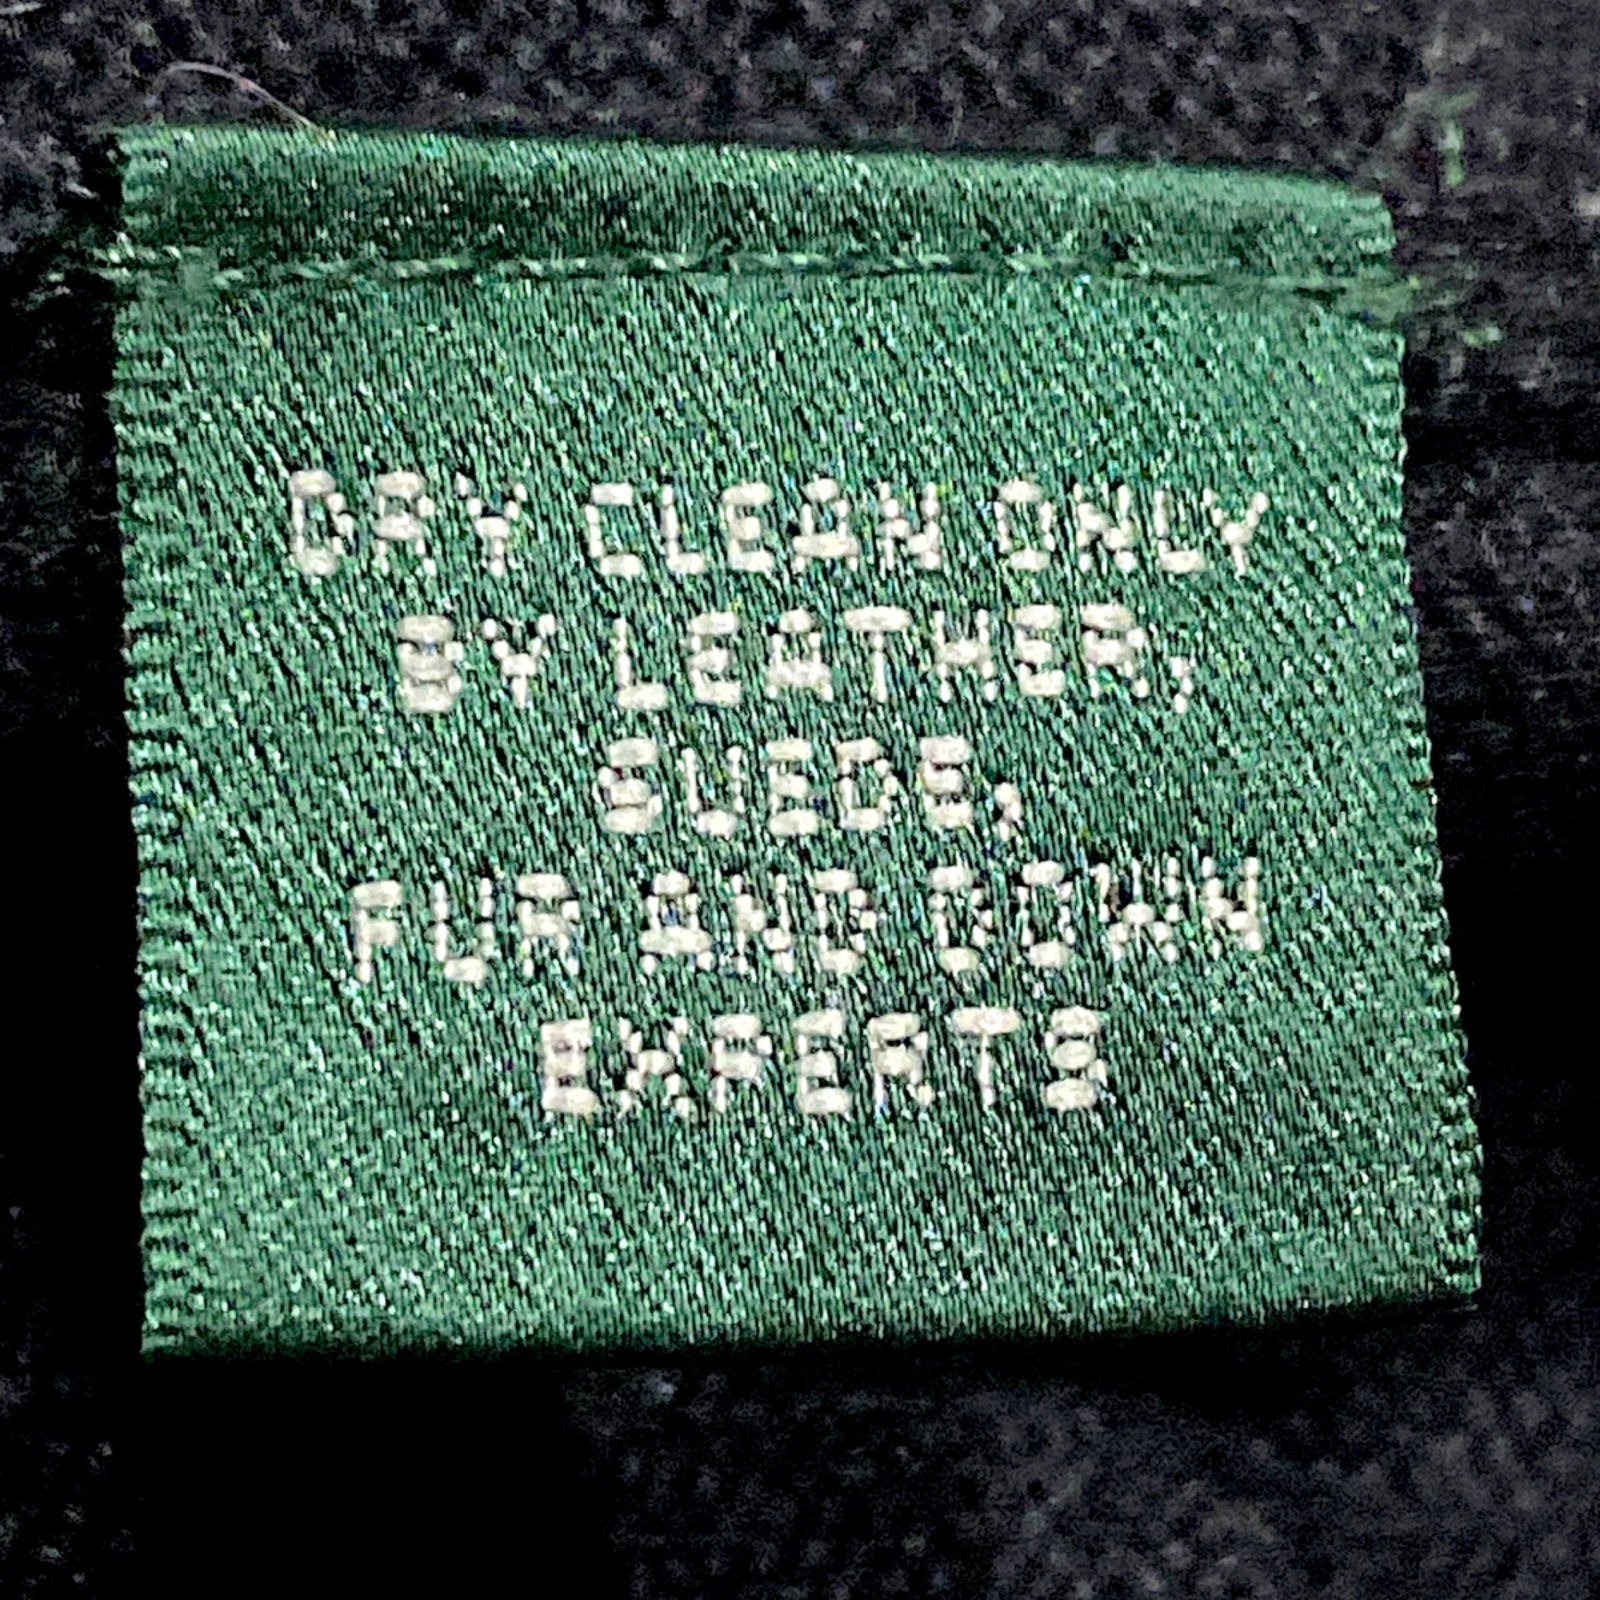 DRY CLEAN ONLY
BY LEATHER,
SUEDE,
FUR AND DOWN
EXPERTS